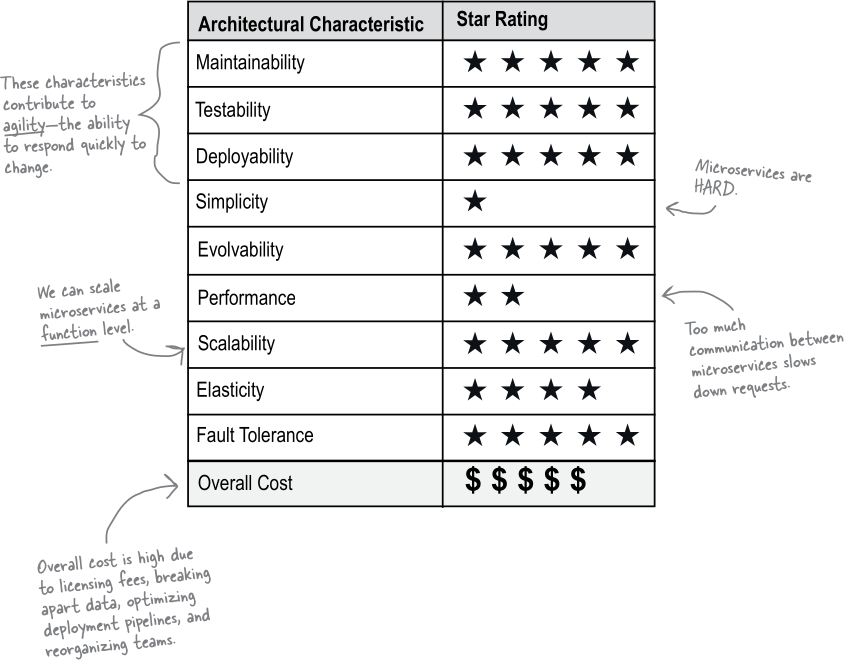 Architectural Characteristic Star Rating
Maintainability ★ ★ ★ ★ ★
Testability ★ ★ ★ ★ ★
Deployability ★ ★ ★ ★ ★
Simplicity ★
Evolvability ★ ★ ★ ★ ★
Performance ★ ★
Scalability ★ ★ ★ ★ ★
Elasticity ★ ★ ★ ★
Fault Tolerance ★ ★ ★ ★ ★
Overall Cost $ $ $ $ $
These characteristics
contribute to
agility—the ability
to respond quickly to
change.
Microservices are
HARD.
We can scale
microservices at a
function level.
Too much
communication between
microservices slows
down requests.
Overall cost is high due
to licensing fees, breaking
apart data, optimizing
deployment pipelines, and
reorganizing teams.